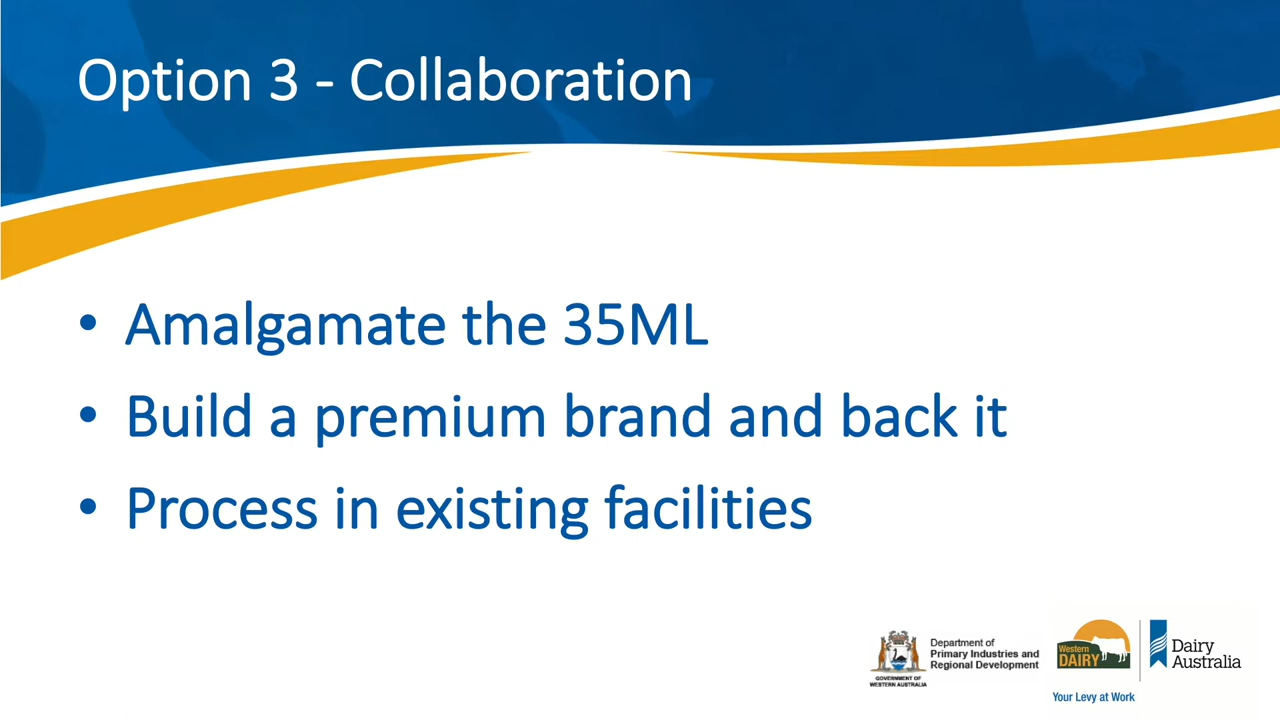 Option 3 - Collaboration
• Amalgamate the 35ML
• Build a premium brand and back it
• Process in existing facilities
GOVERNMENT OF
WESTERN AUSTRALIA
Department of
Primary Industries and
Regional Development
Western
DAIRY
Your Levy at Work
Dairy
Australia